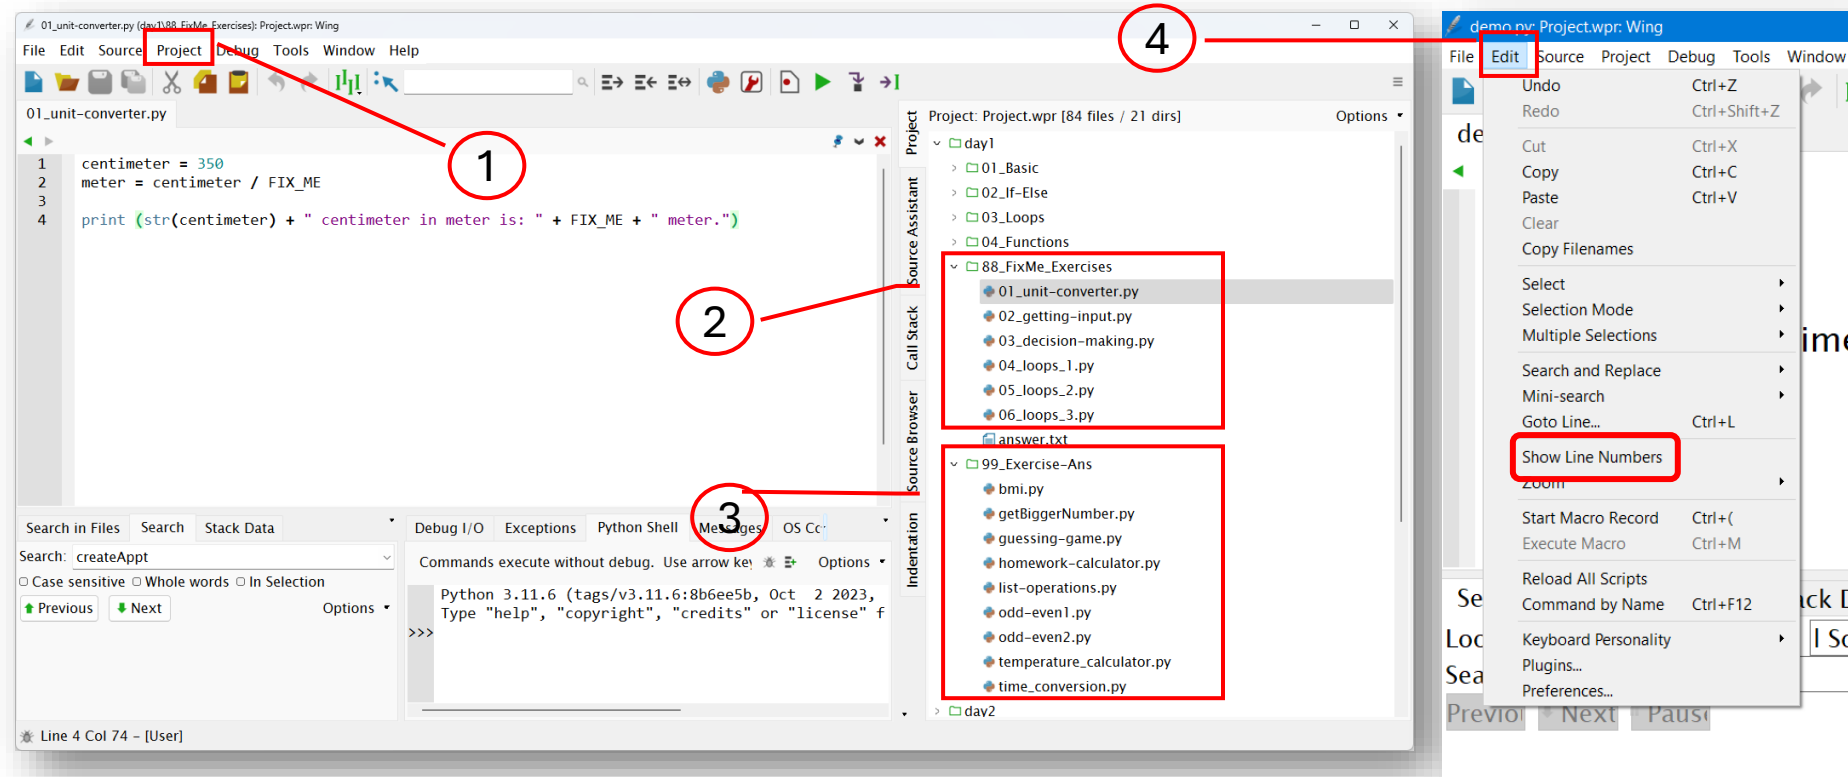 01_unit-converter.py (day1\88_FixMe_Exercises): Project.wpr: Wing
File Edit Source Project Debug Tools Window Help
01_unit-converter.py
1 centimeter = 350
2 meter = centimeter / FIX_ME
3
4 print (str(centimeter) + " centimeter in meter is: " + FIX_ME + " meter.")
1
2
3
4
Project
Source Assistant
Call Stack
Source Browser
Indentation
Project: Project.wpr [84 files / 21 dirs] Options
day1
01_Basic
02_If-Else
03_Loops
04_Functions
88_FixMe_Exercises
01_unit-converter.py
02_getting-input.py
03_decision-making.py
04_loops_1.py
05_loops_2.py
06_loops_3.py
answer.txt
99_Exercise-Ans
bmi.py
getBiggerNumber.py
guessing-game.py
homework-calculator.py
list-operations.py
odd-even1.py
odd-even2.py
temperature_calculator.py
time_conversion.py
day2
Search in Files Search Stack Data
Search: createAppt
Case sensitive Whole words In Selection
Previous Next Options
Debug I/O Exceptions Python Shell Messages OS Co
Commands execute without debug. Use arrow key Options
Python 3.11.6 (tags/v3.11.6:8b6ee5b, Oct 2 2023,
Type "help", "copyright", "credits" or "license" f
>>>
Line 4 Col 74 – [User]
demo.py: Project.wpr: Wing
File Edit Source Project Debug Tools Window
de
Undo Ctrl+Z
Redo Ctrl+Shift+Z
Cut Ctrl+X
Copy Ctrl+C
Paste Ctrl+V
Clear
Copy Filenames
Select
Selection Mode
Multiple Selections
ime
Search and Replace
Mini-search
Goto Line... Ctrl+L
Show Line Numbers
Zoom
Start Macro Record Ctrl+(
Execute Macro Ctrl+M
Reload All Scripts
Command by Name Ctrl+F12
Keyboard Personality
Plugins...
Preferences...
Se
ack D
Loc
l Sc
Sea
Previo Next Paus